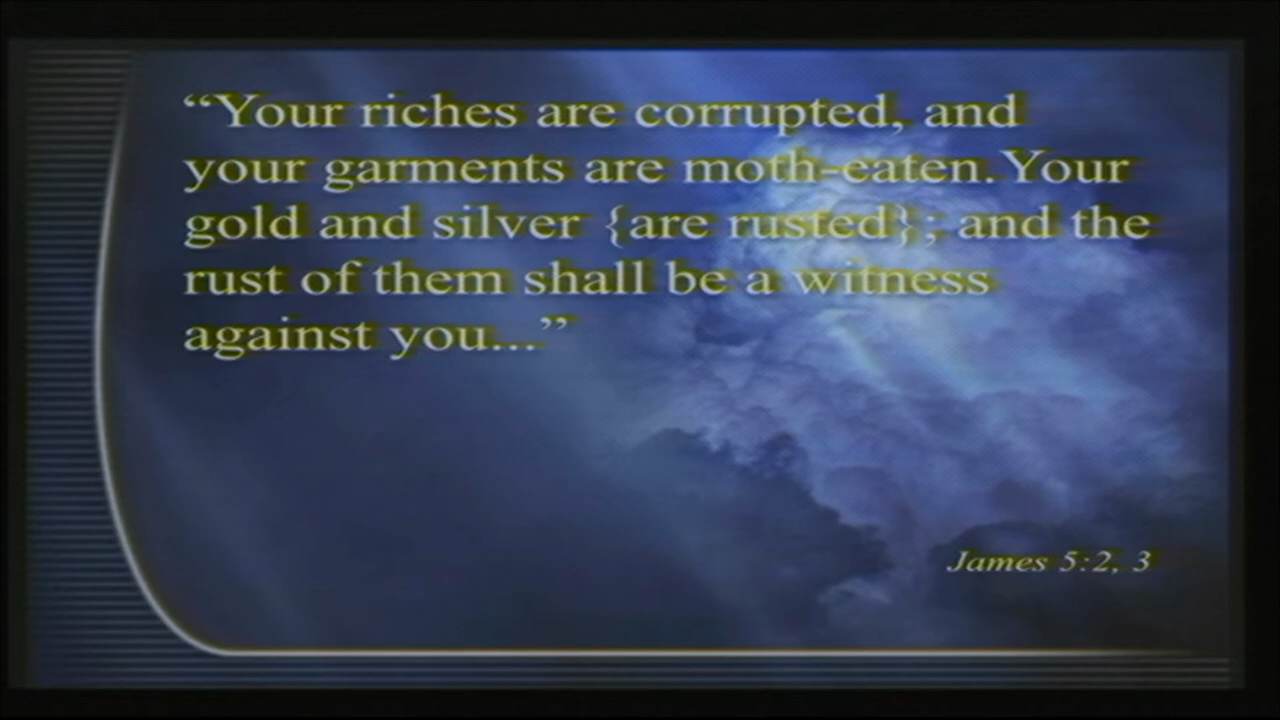 “Your riches are corrupted, and
your garments are moth-eaten. Your
gold and silver {are rusted}; and the
rust of them shall be a witness
against you...”
James 5:2, 3